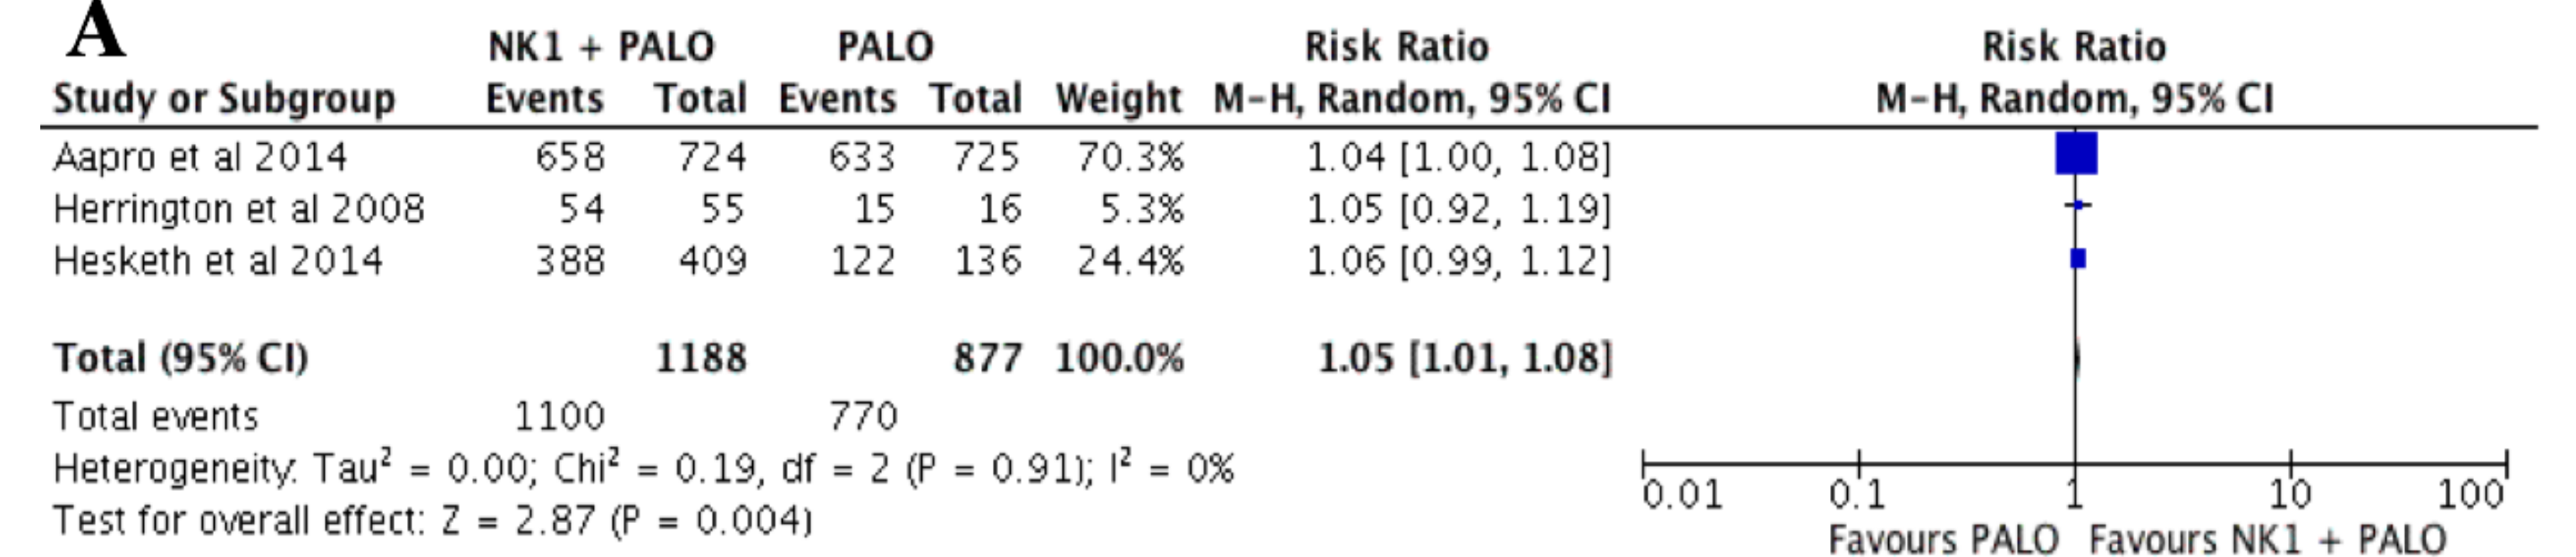 A
NK1 + PALO PALO Risk Ratio Risk Ratio
Study or Subgroup Events Total Events Total Weight M-H, Random, 95% CI M-H, Random, 95% CI
Aapro et al 2014 658 724 633 725 70.3% 1.04 [1.00, 1.08]
Herrington et al 2008 54 55 15 16 5.3% 1.05 [0.92, 1.19]
Hesketh et al 2014 388 409 122 136 24.4% 1.06 [0.99, 1.12]
Total (95% CI) 1188 877 100.0% 1.05 [1.01, 1.08]
Total events 1100 770
Heterogeneity: Tau² = 0.00; Chi² = 0.19, df = 2 (P = 0.91); I² = 0%
Test for overall effect: Z = 2.87 (P = 0.004)
0.01 0.1 1 10 100
Favours PALO Favours NK1 + PALO